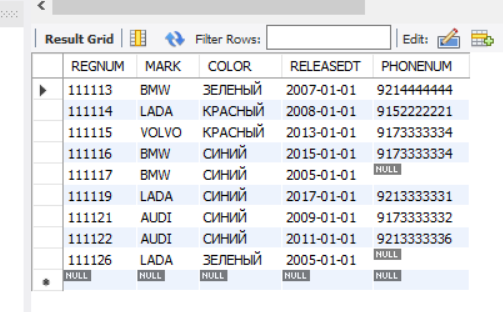 Result Grid Filter Rows: Edit:
REGNUM MARK COLOR RELEASEDT PHONENUM
111113 BMW ЗЕЛЕНЫЙ 2007-01-01 9214444444
111114 LADA КРАСНЫЙ 2008-01-01 9152222221
111115 VOLVO КРАСНЫЙ 2013-01-01 9173333334
111116 BMW СИНИЙ 2015-01-01 9173333334
111117 BMW СИНИЙ 2005-01-01 NULL
111119 LADA СИНИЙ 2017-01-01 9213333331
111121 AUDI СИНИЙ 2009-01-01 9173333332
111122 AUDI СИНИЙ 2011-01-01 9213333336
111126 LADA ЗЕЛЕНЫЙ 2005-01-01 NULL
NULL NULL NULL NULL NULL